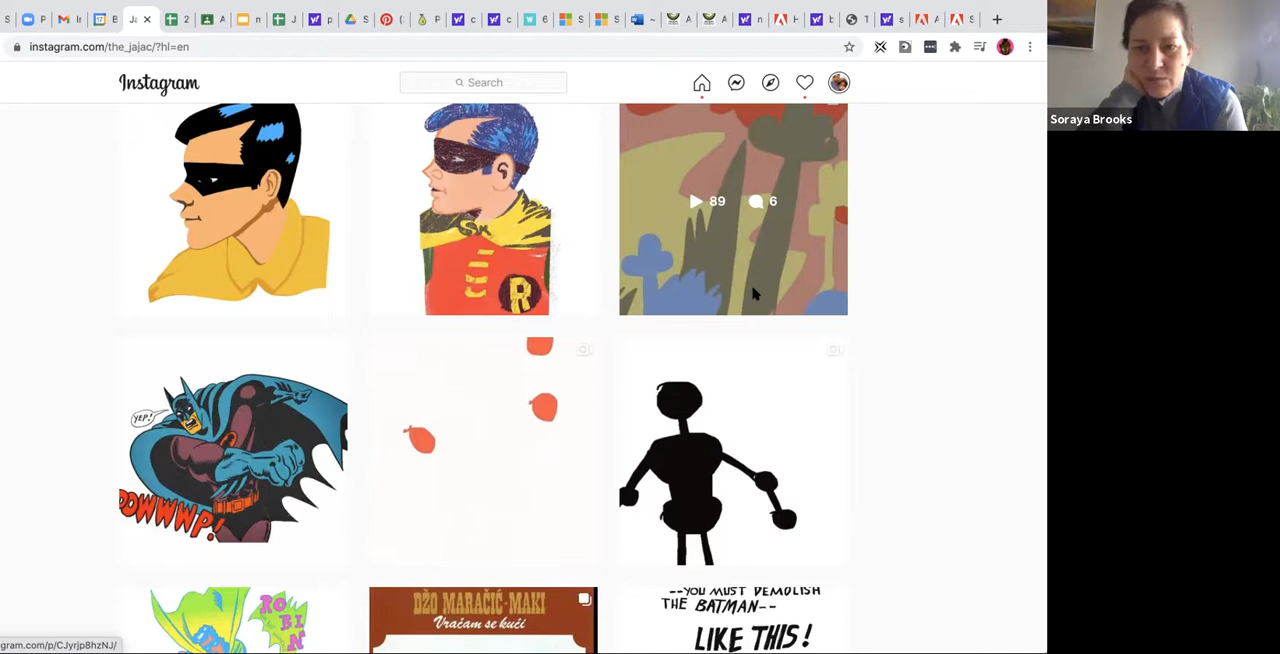 instagram.com/the_jajac/?hl=en
Instagram
Search
Soraya Brooks
89
6
R
YEP!
POWWWP!
ROBIN
DŽO MARAČIĆ-MAKI
Vraćam se kući
--YOU MUST DEMOLISH
THE BATMAN--
LIKE THIS!
gram.com/p/CJyrjp8hzNJ/